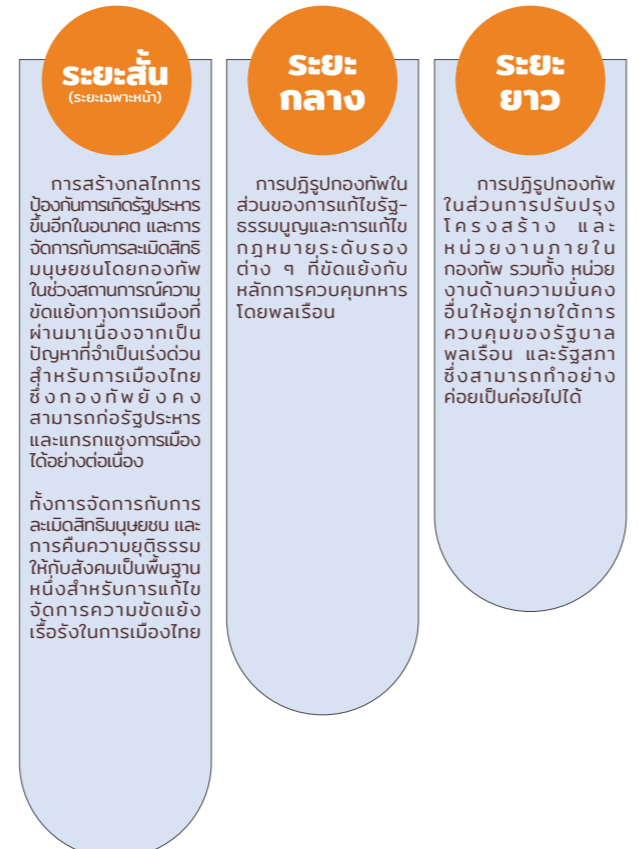 ระยะสั้น
(ระยะเฉพาะหน้า)
การสร้างกลไกการ
ป้องกันการเกิดรัฐประหาร
ขึ้นอีกในอนาคต และการ
จัดการกับการละเมิดสิทธิ
มนุษยชนโดยกองทัพ
ในช่วงสถานการณ์ความ
ขัดแย้งทางการเมืองที่
ผ่านมาเนื่องจากเป็น
ปัญหาที่จำเป็นเร่งด่วน
สำหรับการเมืองไทย
ซึ่งกองทัพยังคง
สามารถก่อรัฐประหาร
และแทรกแซงการเมือง
ได้อย่างต่อเนื่อง
ทั้งการจัดการกับการ
ละเมิดสิทธิมนุษยชน และ
การคืนความยุติธรรม
ให้กับสังคมเป็นพื้นฐาน
หนึ่งสำหรับการแก้ไข
จัดการความขัดแย้ง
เรื้อรังในการเมืองไทย
ระยะ
กลาง
การปฏิรูปกองทัพใน
ส่วนของการแก้ไขรัฐ-
ธรรมนูญและการแก้ไข
กฎหมายระดับรอง
ต่าง ๆ ที่ขัดแย้งกับ
หลักการควบคุมทหาร
โดยพลเรือน
ระยะ
ยาว
การปฏิรูปกองทัพ
ในส่วนการปรับปรุง
โครงสร้าง และ
หน่วยงานภายใน
กองทัพ รวมทั้ง หน่วย
งานด้านความมั่นคง
อื่นให้อยู่ภายใต้การ
ควบคุมของรัฐบาล
พลเรือน และรัฐสภา
ซึ่งสามารถทำอย่าง
ค่อยเป็นค่อยไปได้